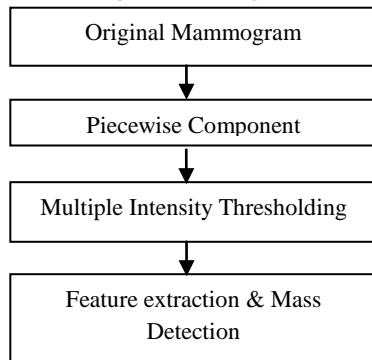 Original Mammogram
Piecewise Component
Multiple Intensity Thresholding
Feature extraction & Mass
Detection